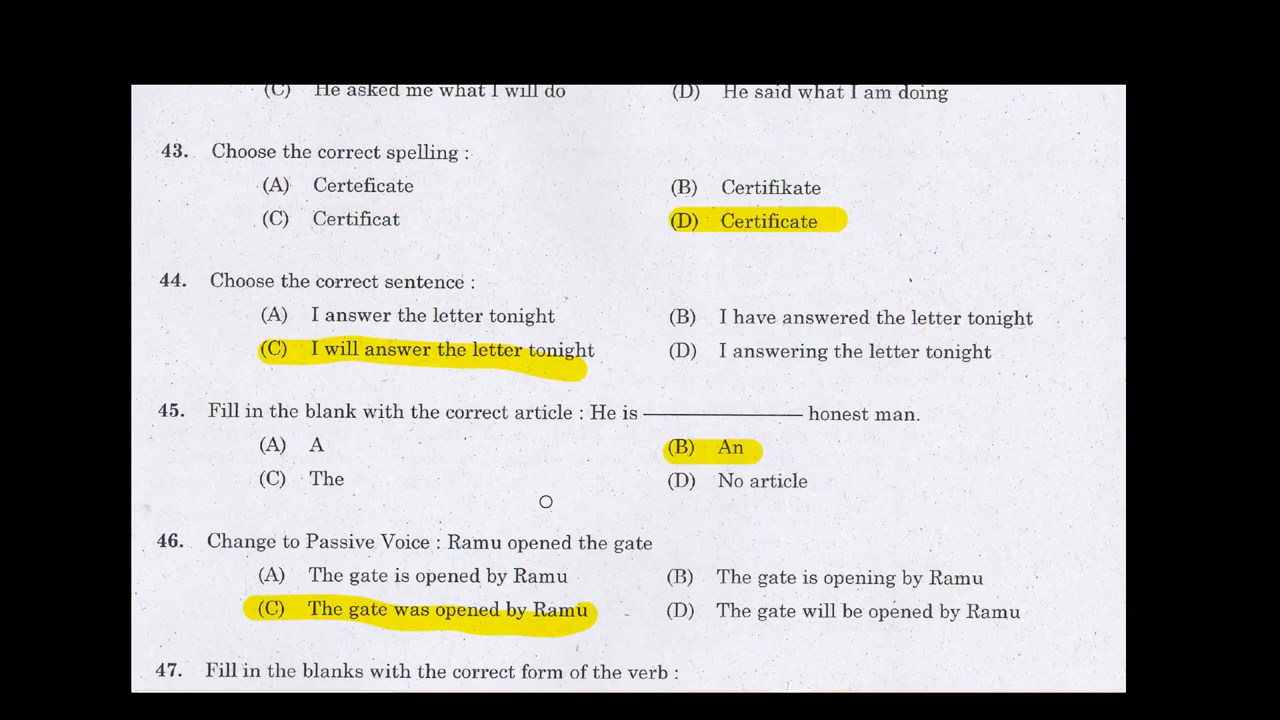 (C) He asked me what I will do (D) He said what I am doing
43. Choose the correct spelling :
(A) Certeficate (B) Certifikate
(C) Certificat (D) Certificate
44. Choose the correct sentence :
(A) I answer the letter tonight (B) I have answered the letter tonight
(C) I will answer the letter tonight (D) I answering the letter tonight
45. Fill in the blank with the correct article : He is ———————— honest man.
(A) A (B) An
(C) The (D) No article
46. Change to Passive Voice : Ramu opened the gate
(A) The gate is opened by Ramu (B) The gate is opening by Ramu
(C) The gate was opened by Ramu (D) The gate will be opened by Ramu
47. Fill in the blanks with the correct form of the verb :